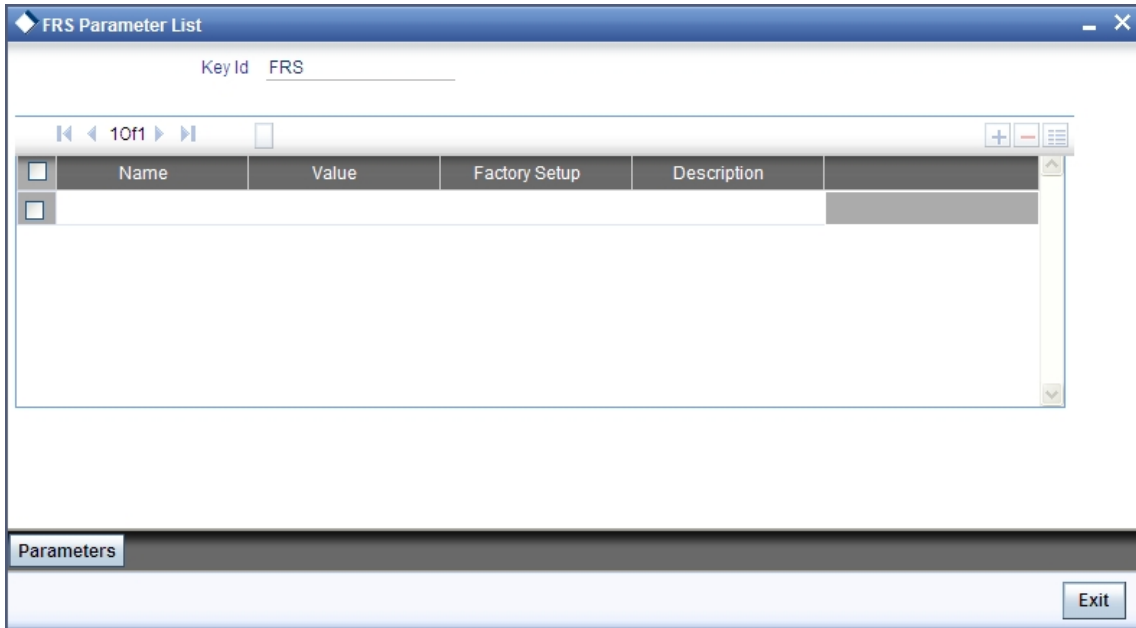 FRS Parameter List
Key Id FRS
1Of1
Name Value Factory Setup Description
Parameters
Exit